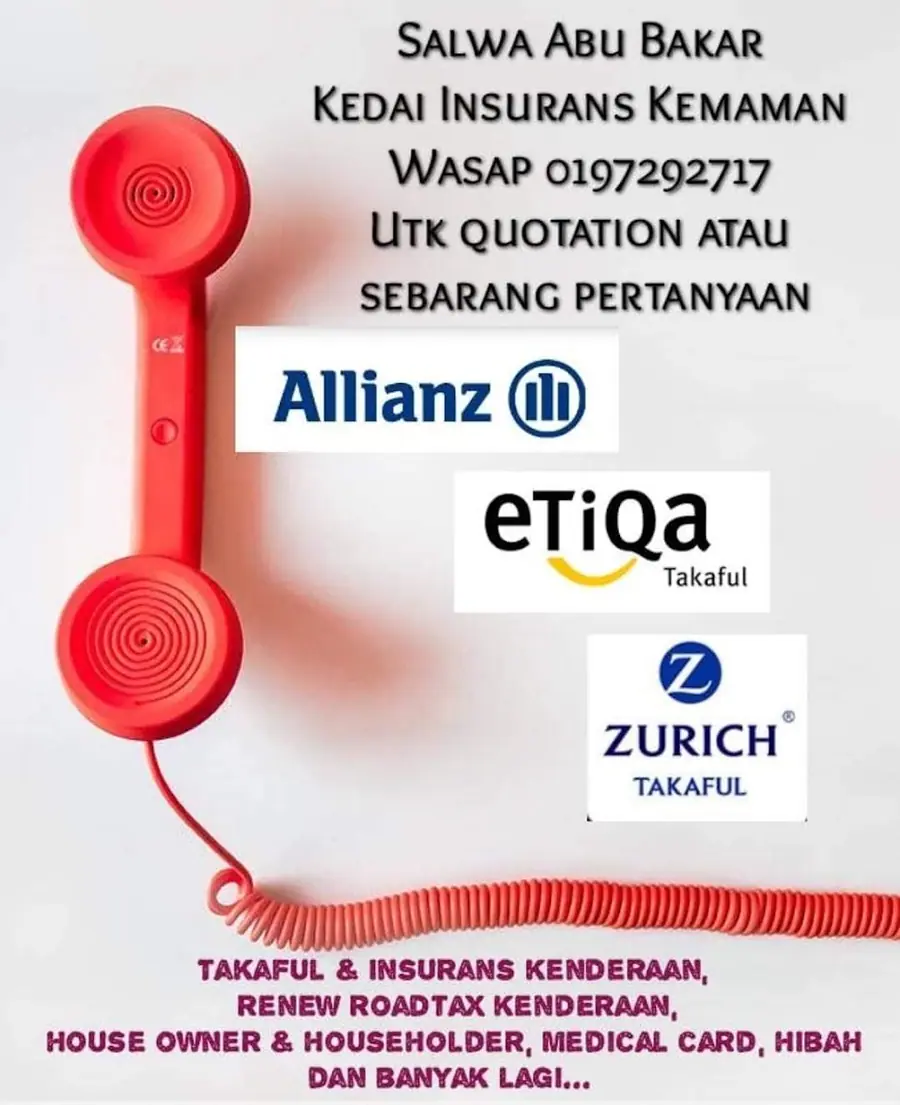 Salwa Abu Bakar
Kedai Insurans Kemaman
Wasap 0197292717
Utk quotation atau
sebarang pertanyaan
CE
Allianz
eTiQa
Takaful
Z
ZURICH®
TAKAFUL
TAKAFUL & INSURANS KENDERAAN,
RENEW ROADTAX KENDERAAN,
HOUSE OWNER & HOUSEHOLDER, MEDICAL CARD, HIBAH
DAN BANYAK LAGI...